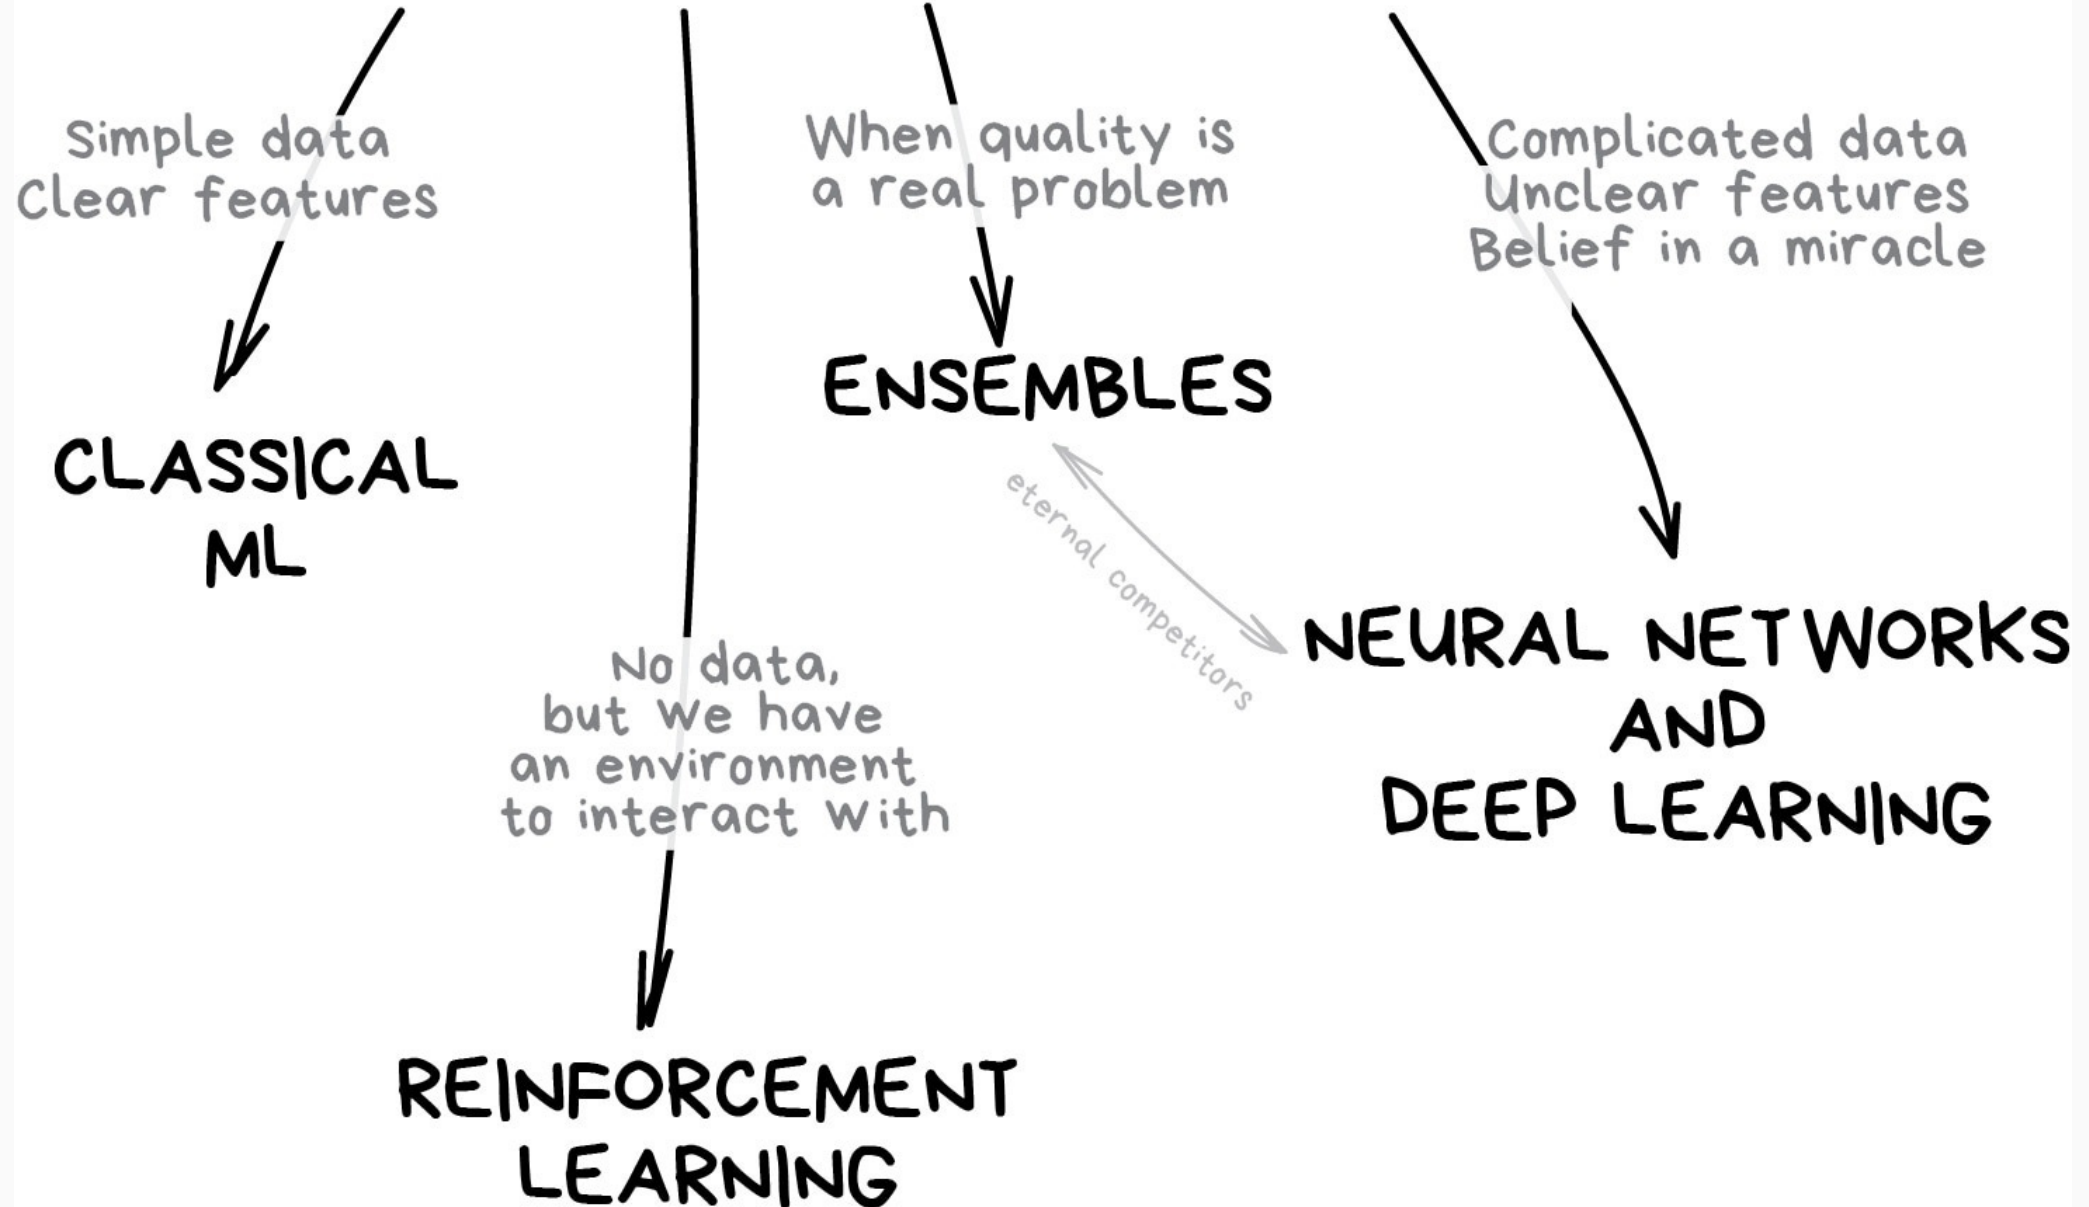 Simple data
Clear features
When quality is
a real problem
Complicated data
Unclear features
Belief in a miracle
ENSEMBLES
CLASSICAL
ML
eternal competitors
NEURAL NETWORKS
AND
DEEP LEARNING
No data,
but we have
an environment
to interact with
REINFORCEMENT
LEARNING